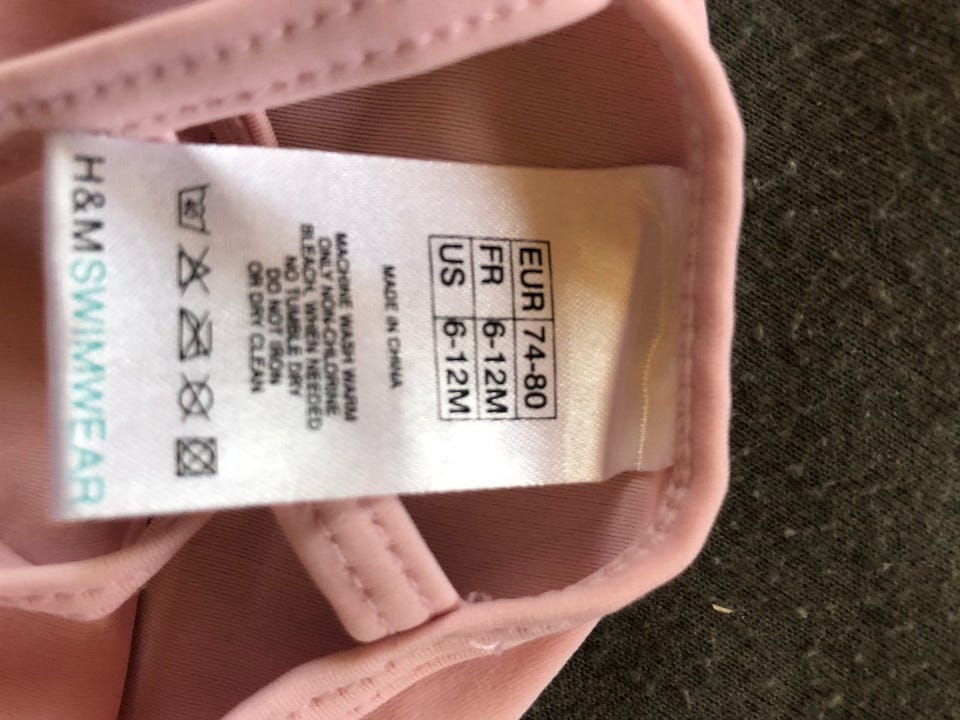 EUR 74-80
FR 6-12M
US 6-12M
MADE IN CHINA
MACHINE WASH WARM
ONLY NON-CHLORINE
BLEACH, WHEN NEEDED
NO TUMBLE DRY
DO NOT IRON
OR DRY CLEAN
H&M SWIMWEAR